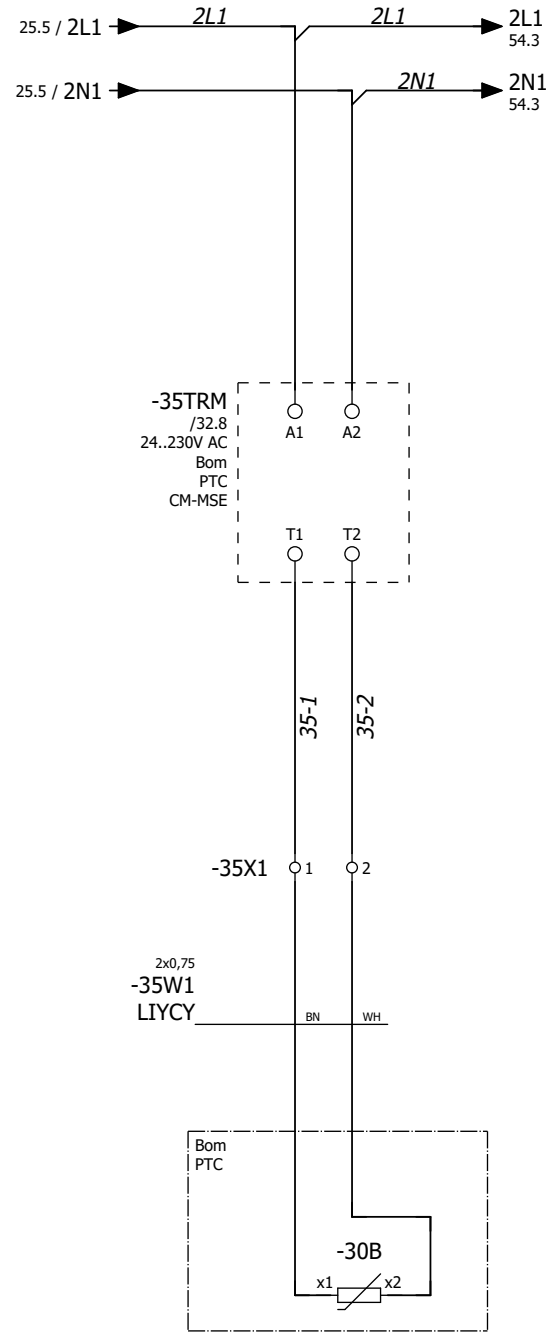 25.5 / 2L1 2L1 2L1 2L1
54.3
25.5 / 2N1 2N1 2N1
54.3
-35TRM
/32.8
24..230V AC
Bom
PTC
CM-MSE
A1 A2
T1 T2
35-1 35-2
-35X1 1 2
2x0,75
-35W1
LIYCY
BN WH
Bom
PTC
-30B
x1 x2